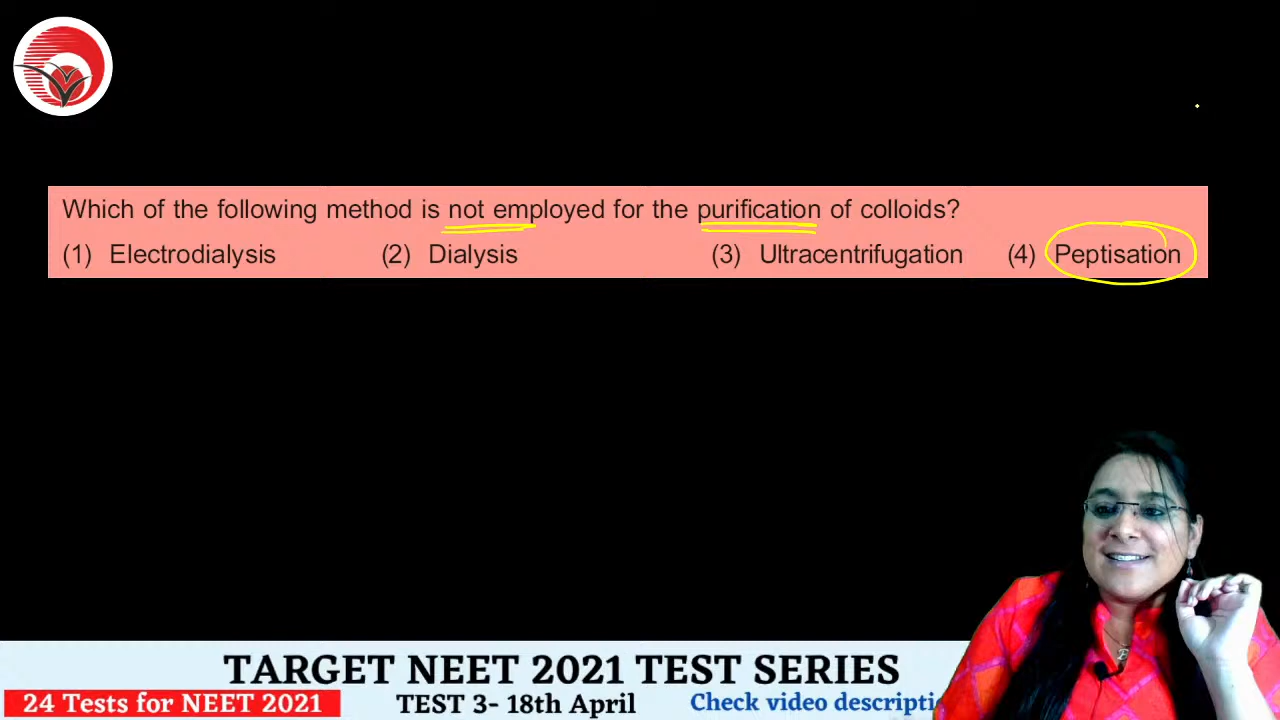 Which of the following method is not employed for the purification of colloids?
(1) Electrodialysis (2) Dialysis (3) Ultracentrifugation (4) Peptisation
TARGET NEET 2021 TEST SERIES
24 Tests for NEET 2021 TEST 3- 18th April Check video descripti